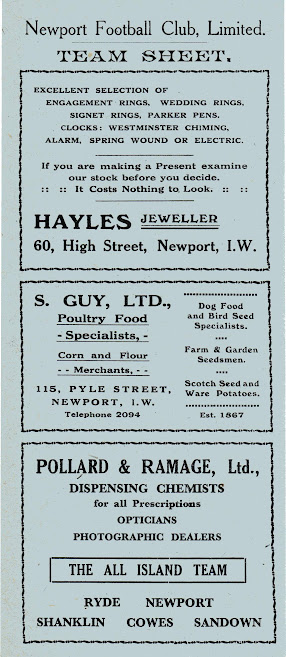 Newport Football Club, Limited.
TEAM SHEET.
EXCELLENT SELECTION OF
ENGAGEMENT RINGS, WEDDING RINGS,
SIGNET RINGS, PARKER PENS.
CLOCKS: WESTMINSTER CHIMING,
ALARM, SPRING WOUND OR ELECTRIC.
If you are making a Present examine
our stock before you decide.
:: :: It Costs Nothing to Look. :: ::
HAYLES JEWELLER
60, High Street, Newport, I.W.
S. GUY, LTD.,
Poultry Food
- Specialists, -
Corn and Flour
- - Merchants, - -
115, PYLE STREET,
NEWPORT, I.W.
Telephone 2094
Dog Food
and Bird Seed
Specialists.
....
Farm & Garden
Seedsmen.
....
Scotch Seed and
Ware Potatoes.
Est. 1867
POLLARD & RAMAGE, Ltd.,
DISPENSING CHEMISTS
for all Prescriptions
OPTICIANS
PHOTOGRAPHIC DEALERS
THE ALL ISLAND TEAM
RYDE NEWPORT
SHANKLIN COWES SANDOWN